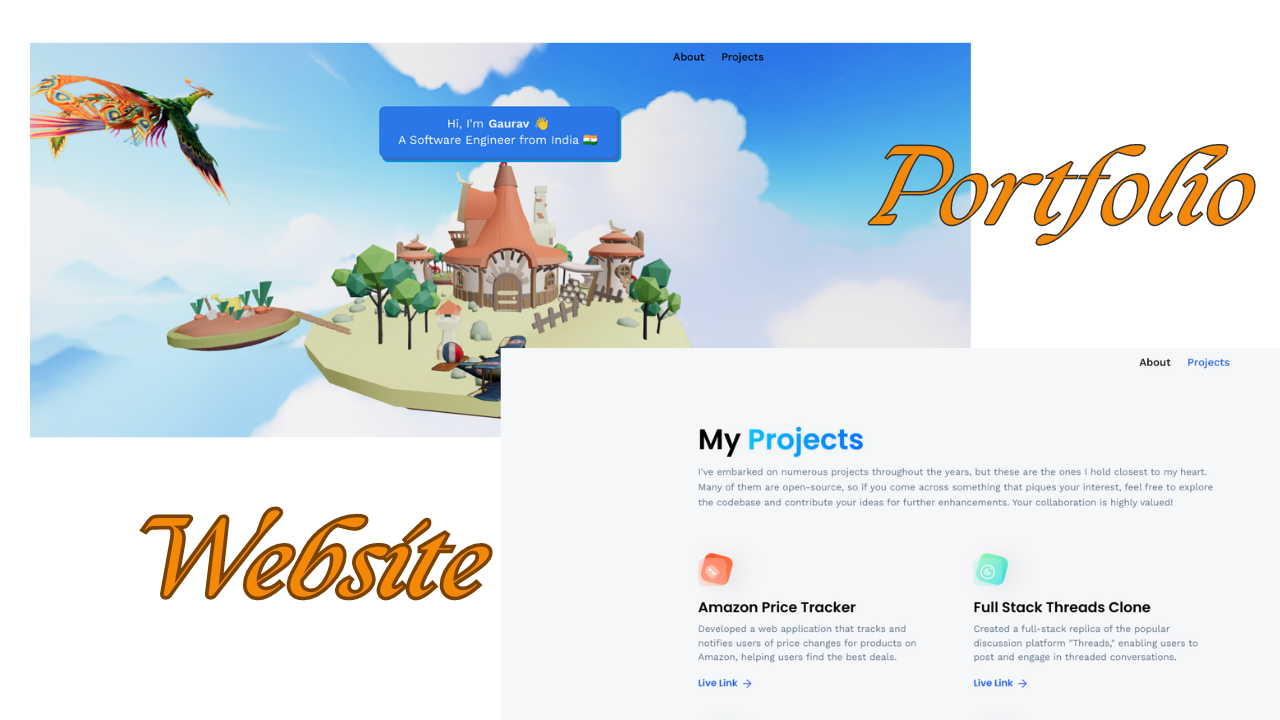 About Projects
Hi, I'm Gaurav 👋
A Software Engineer from India 🇮🇳
Portfolio
About Projects
My Projects
I've embarked on numerous projects throughout the years, but these are the ones I hold closest to my heart.
Many of them are open-source, so if you come across something that piques your interest, feel free to explore
the codebase and contribute your ideas for further enhancements. Your collaboration is highly valued!
Website
Amazon Price Tracker
Developed a web application that tracks and
notifies users of price changes for products on
Amazon, helping users find the best deals.
Live Link →
Full Stack Threads Clone
Created a full-stack replica of the popular
discussion platform "Threads," enabling users to
post and engage in threaded conversations.
Live Link →